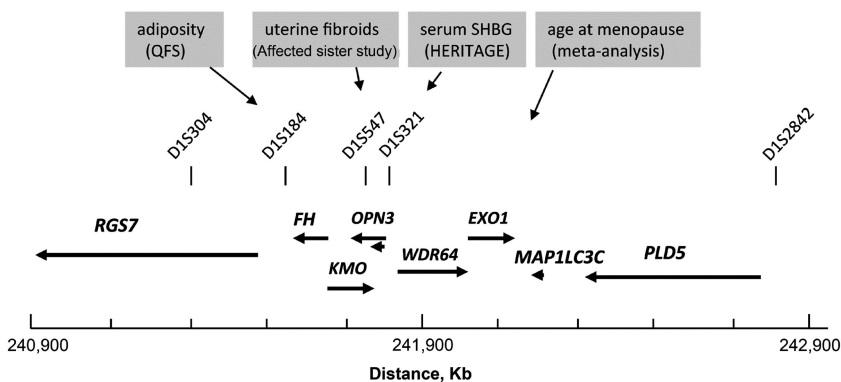 adiposity
(QFS)
uterine fibroids
(Affected sister study)
serum SHBG
(HERITAGE)
age at menopause
(meta-analysis)
D1S304
D1S184
D1S547
D1S321
D1S2842
RGS7
FH
OPN3
EXO1
KMO
WDR64
MAP1LC3C
PLD5
240,900
241,900
242,900
Distance, Kb